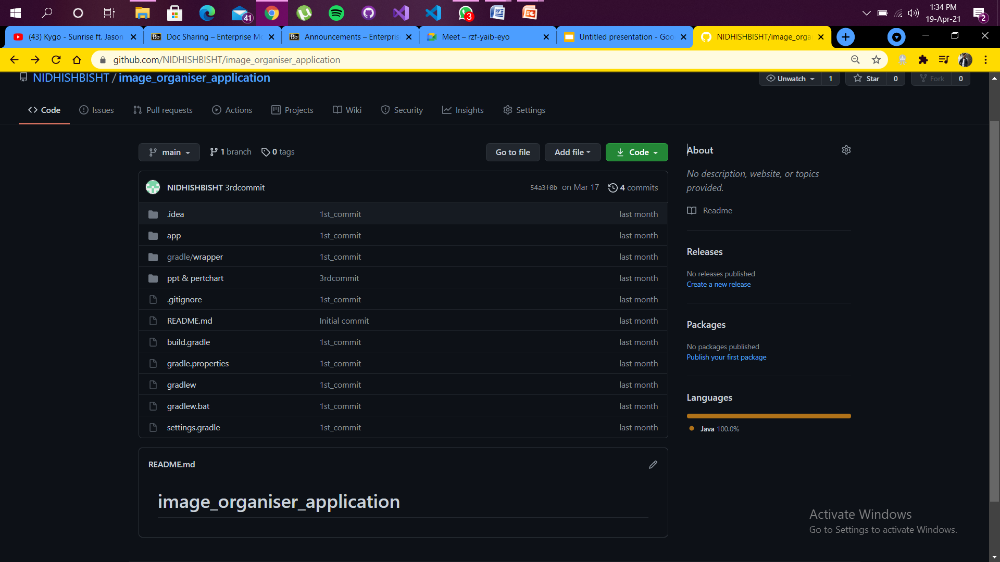 41
3
1:34 PM
19-Apr-21
2
(43) Kygo - Sunrise ft. Jason
Bb Doc Sharing – Enterprise Mo
Bb Announcements – Enterpris
Meet – rzf-yaib-eyo
Untitled presentation - Goo
NIDHISHBISHT/image_orga
github.com/NIDHISHBISHT/image_organiser_application
NIDHISHBISHT / image_organiser_application
Unwatch 1
Star 0
Fork 0
Code
Issues
Pull requests
Actions
Projects
Wiki
Security
Insights
Settings
main
1 branch
0 tags
Go to file
Add file
Code
NIDHISHBISHT 3rdcommit
54a3f0b on Mar 17
4 commits
.idea 1st_commit last month
app 1st_commit last month
gradle/wrapper 1st_commit last month
ppt & pertchart 3rdcommit last month
.gitignore 1st_commit last month
README.md Initial commit last month
build.gradle 1st_commit last month
gradle.properties 1st_commit last month
gradlew 1st_commit last month
gradlew.bat 1st_commit last month
settings.gradle 1st_commit last month
README.md
image_organiser_application
About
No description, website, or topics
provided.
Readme
Releases
No releases published
Create a new release
Packages
No packages published
Publish your first package
Languages
Java 100.0%
Activate Windows
Go to Settings to activate Windows.